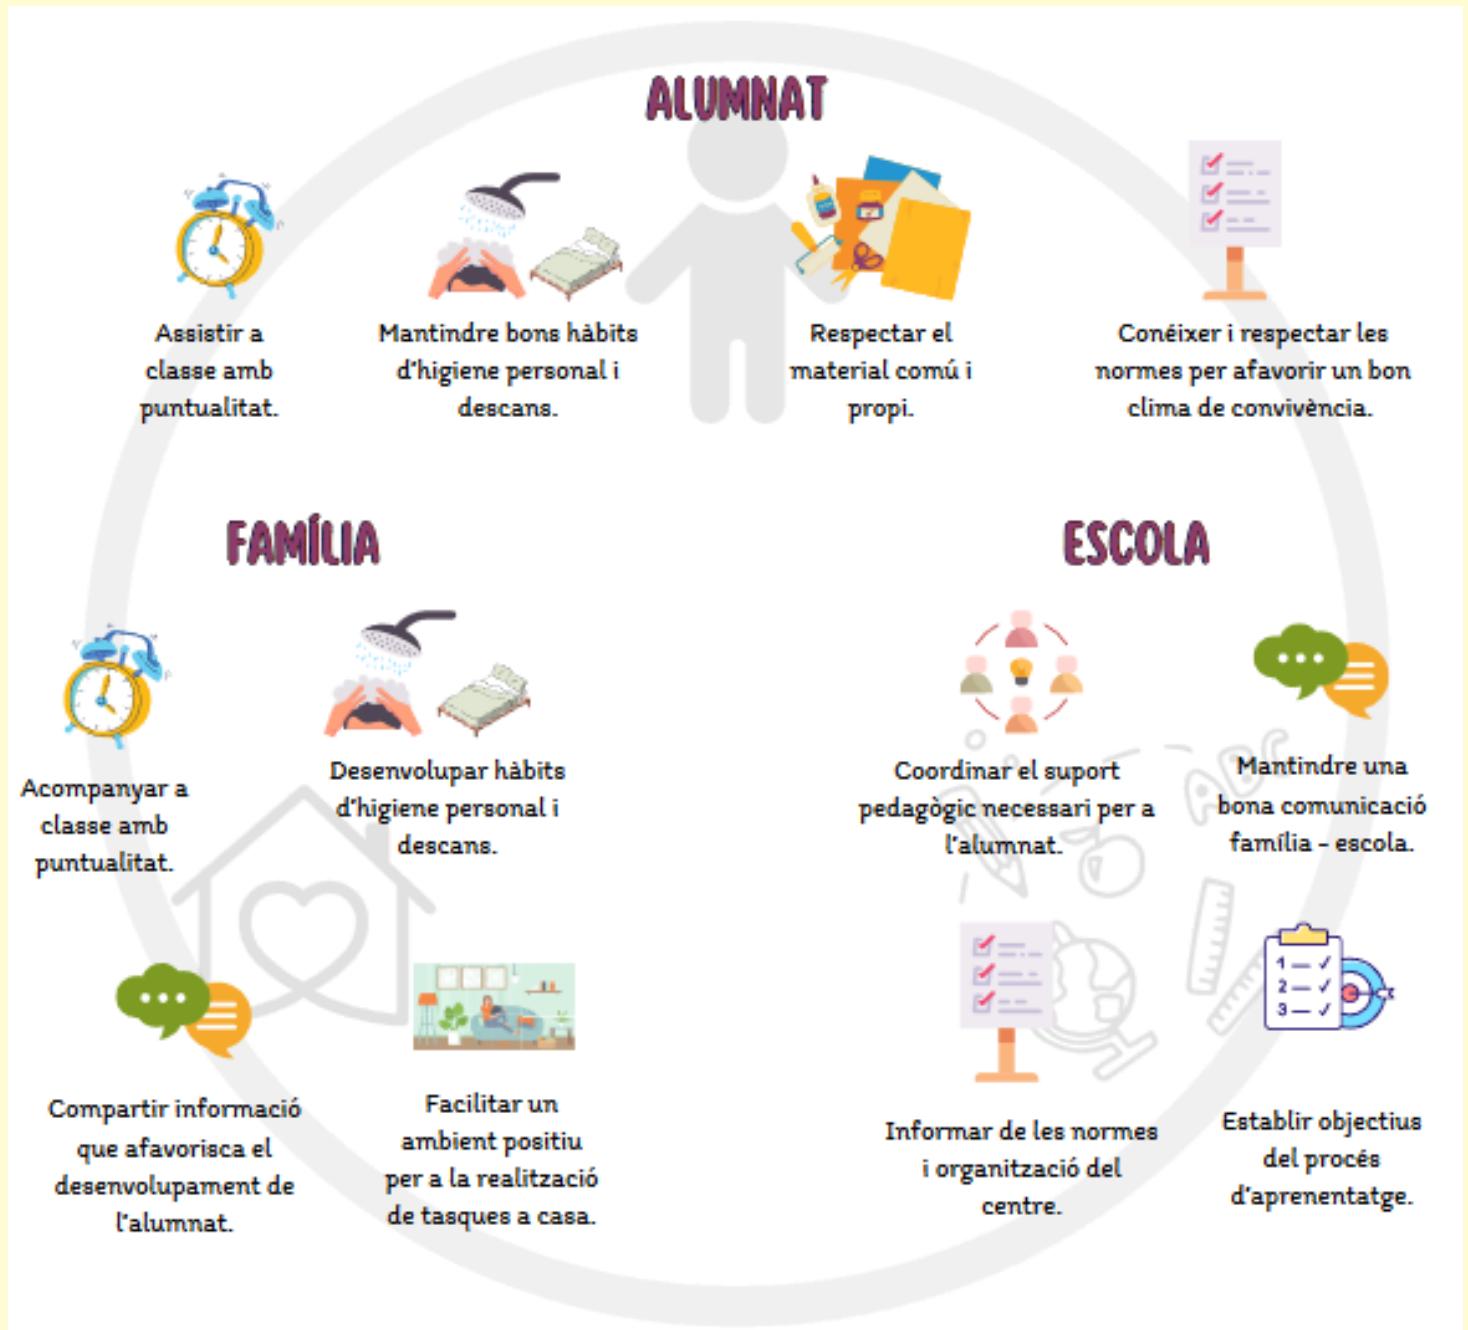 ALUMNAT
Assistir a
classe amb
puntualitat.
Mantindre bons hàbits
d'higiene personal i
descans.
Respectar el
material comú i
propi.
Conéixer i respectar les
normes per afavorir un bon
clima de convivència.
FAMÍLIA
Acompanyar a
classe amb
puntualitat.
Desenvolupar hàbits
d'higiene personal i
descans.
Compartir informació
que afavorisca el
desenvolupament de
l'alumnat.
Facilitar un
ambient positiu
per a la realització
de tasques a casa.
ESCOLA
Coordinar el suport
pedagògic necessari per a
l'alumnat.
ABC
Mantindre una
bona comunicació
família - escola.
Informar de les normes
i organització del
centre.
1
2
3
Establir objectius
del procés
d'aprenentatge.